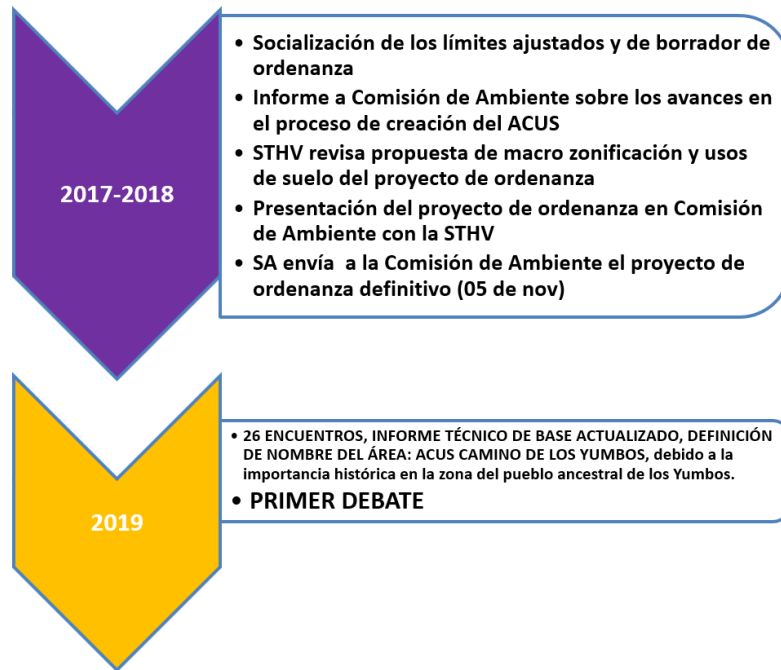 2017-2018
• Socialización de los límites ajustados y de borrador de
ordenanza
• Informe a Comisión de Ambiente sobre los avances en
el proceso de creación del ACUS
• STHV revisa propuesta de macro zonificación y usos
de suelo del proyecto de ordenanza
• Presentación del proyecto de ordenanza en Comisión
de Ambiente con la STHV
• SA envía  a la Comisión de Ambiente el proyecto de
ordenanza definitivo (05 de nov)
2019
• 26 ENCUENTROS, INFORME TÉCNICO DE BASE ACTUALIZADO, DEFINICIÓN
DE NOMBRE DEL ÁREA: ACUS CAMINO DE LOS YUMBOS, debido a la
importancia histórica en la zona del pueblo ancestral de los Yumbos.
• PRIMER DEBATE